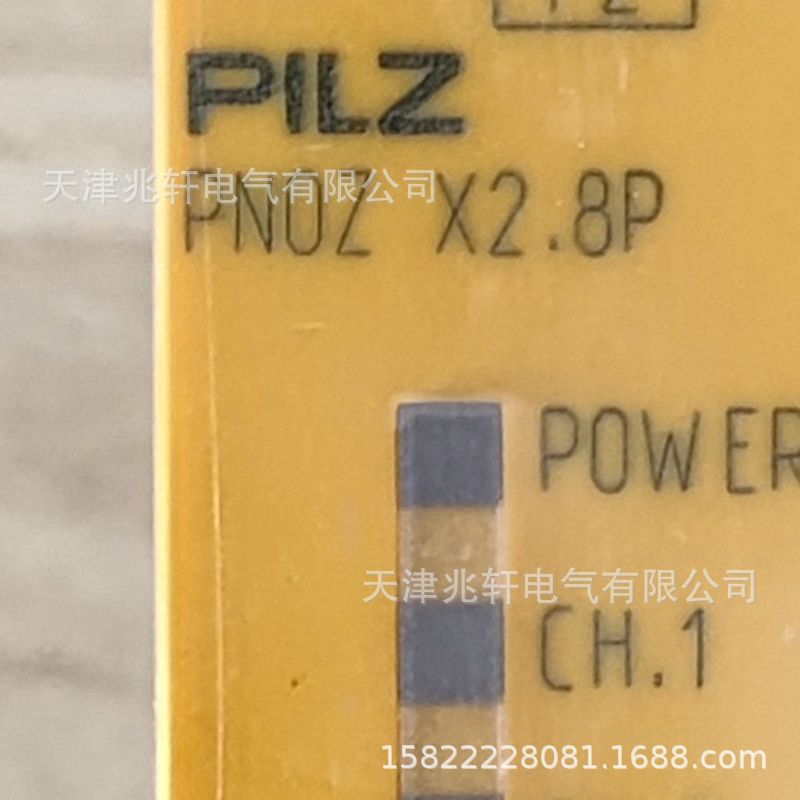 PILZ
天津兆轩电气有限公司
PNOZ X2.8P
POWER
天津兆轩电气有限公司
CH.1
15822228081.1688.com